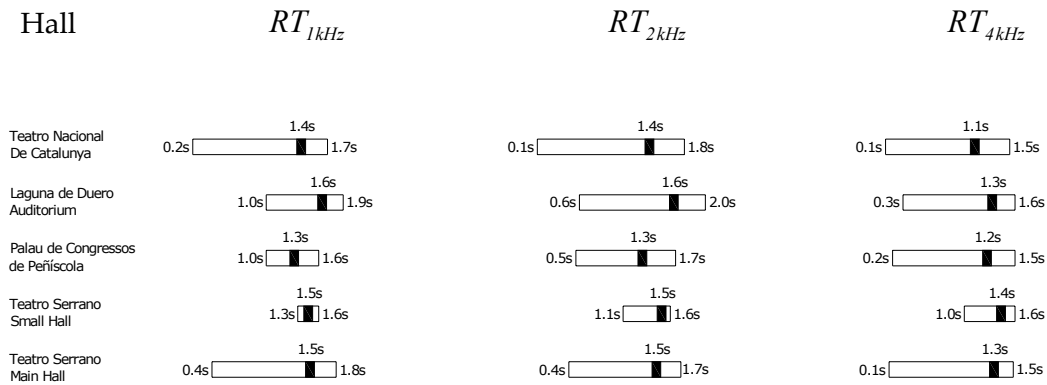 Hall RT1kHz RT2kHz RT4kHz
1.4s 1.4s 1.1s
Teatro Nacional
De Catalunya
0.2s 1.7s 0.1s 1.8s 0.1s 1.5s
1.6s 1.6s 1.3s
Laguna de Duero
Auditorium
1.0s 1.9s 0.6s 2.0s 0.3s 1.6s
1.3s 1.3s 1.2s
Palau de Congressos
de Peñíscola
1.0s 1.6s 0.5s 1.7s 0.2s 1.5s
1.5s 1.5s 1.4s
Teatro Serrano
Small Hall
1.3s 1.6s 1.1s 1.6s 1.0s 1.6s
1.5s 1.5s 1.3s
Teatro Serrano
Main Hall
0.4s 1.8s 0.4s 1.7s 0.1s 1.5s